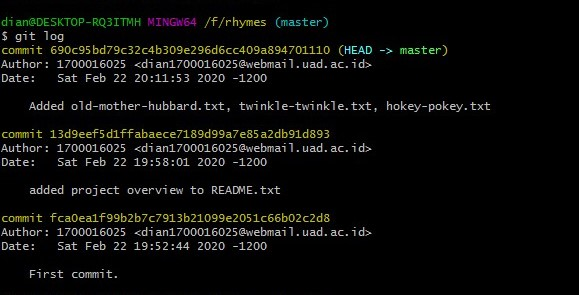 dian@DESKTOP-RQ3ITMH MINGW64 /f/rhymes (master)
$ git log
commit 690c95bd79c32c4b309e296d6cc409a894701110 (HEAD -> master)
Author: 1700016025 <dian1700016025@webmail.uad.ac.id>
Date:   Sat Feb 22 20:11:53 2020 -1200
    Added old-mother-hubbard.txt, twinkle-twinkle.txt, hokey-pokey.txt
commit 13d9eef5d1ffabaece7189d99a7e85a2db91d893
Author: 1700016025 <dian1700016025@webmail.uad.ac.id>
Date:   Sat Feb 22 19:58:01 2020 -1200
    added project overview to README.txt
commit fca0ea1f99b2b7c7913b21099e2051c66b02c2d8
Author: 1700016025 <dian1700016025@webmail.uad.ac.id>
Date:   Sat Feb 22 19:52:44 2020 -1200
    First commit.